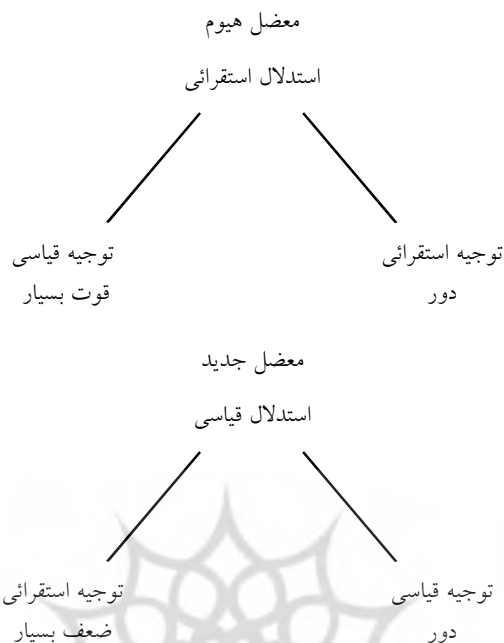 معضل هیوم
استدلال استقرائی
توجیه استقرائی
دور
توجیه قیاسی
قوت بسیار
معضل جدید
استدلال قیاسی
توجیه قیاسی
دور
توجیه استقرائی
ضعف بسیار